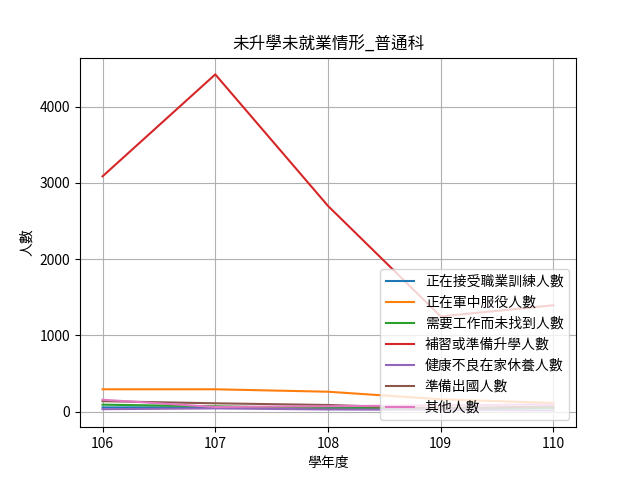 未升學未就業情形_普通科
人數
4000
3000
2000
1000
0
106 107 108 109 110
學年度
正在接受職業訓練人數
正在軍中服役人數
需要工作而未找到人數
補習或準備升學人數
健康不良在家休養人數
準備出國人數
其他人數